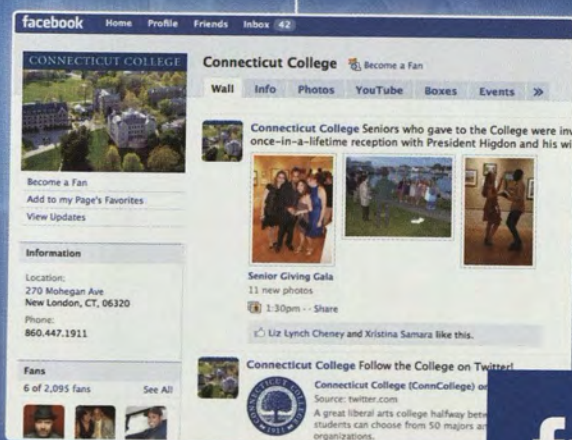 facebook Home Profile Friends Inbox 42
CONNECTICUT COLLEGE
Become a Fan
Add to my Page's Favorites
View Updates
Information
Location:
270 Mohegan Ave
New London, CT, 06320
Phone:
860.447.1911
Fans
6 of 2,095 fans See All
Connecticut College Become a Fan
Wall Info Photos YouTube Boxes Events »
Connecticut College Seniors who gave to the College were inv
once-in-a-lifetime reception with President Higdon and his wi
Senior Giving Gala
11 new photos
1:30pm -- Share
Liz Lynch Cheney and Xristina Samara like this.
Connecticut College Follow the College on Twitter!
CONNECTICUT COLLEGE
1911
Connecticut College (ConnCollege) on
Source: twitter.com
A great liberal arts college halfway betw
students can choose from 50 majors an
organizations.
f